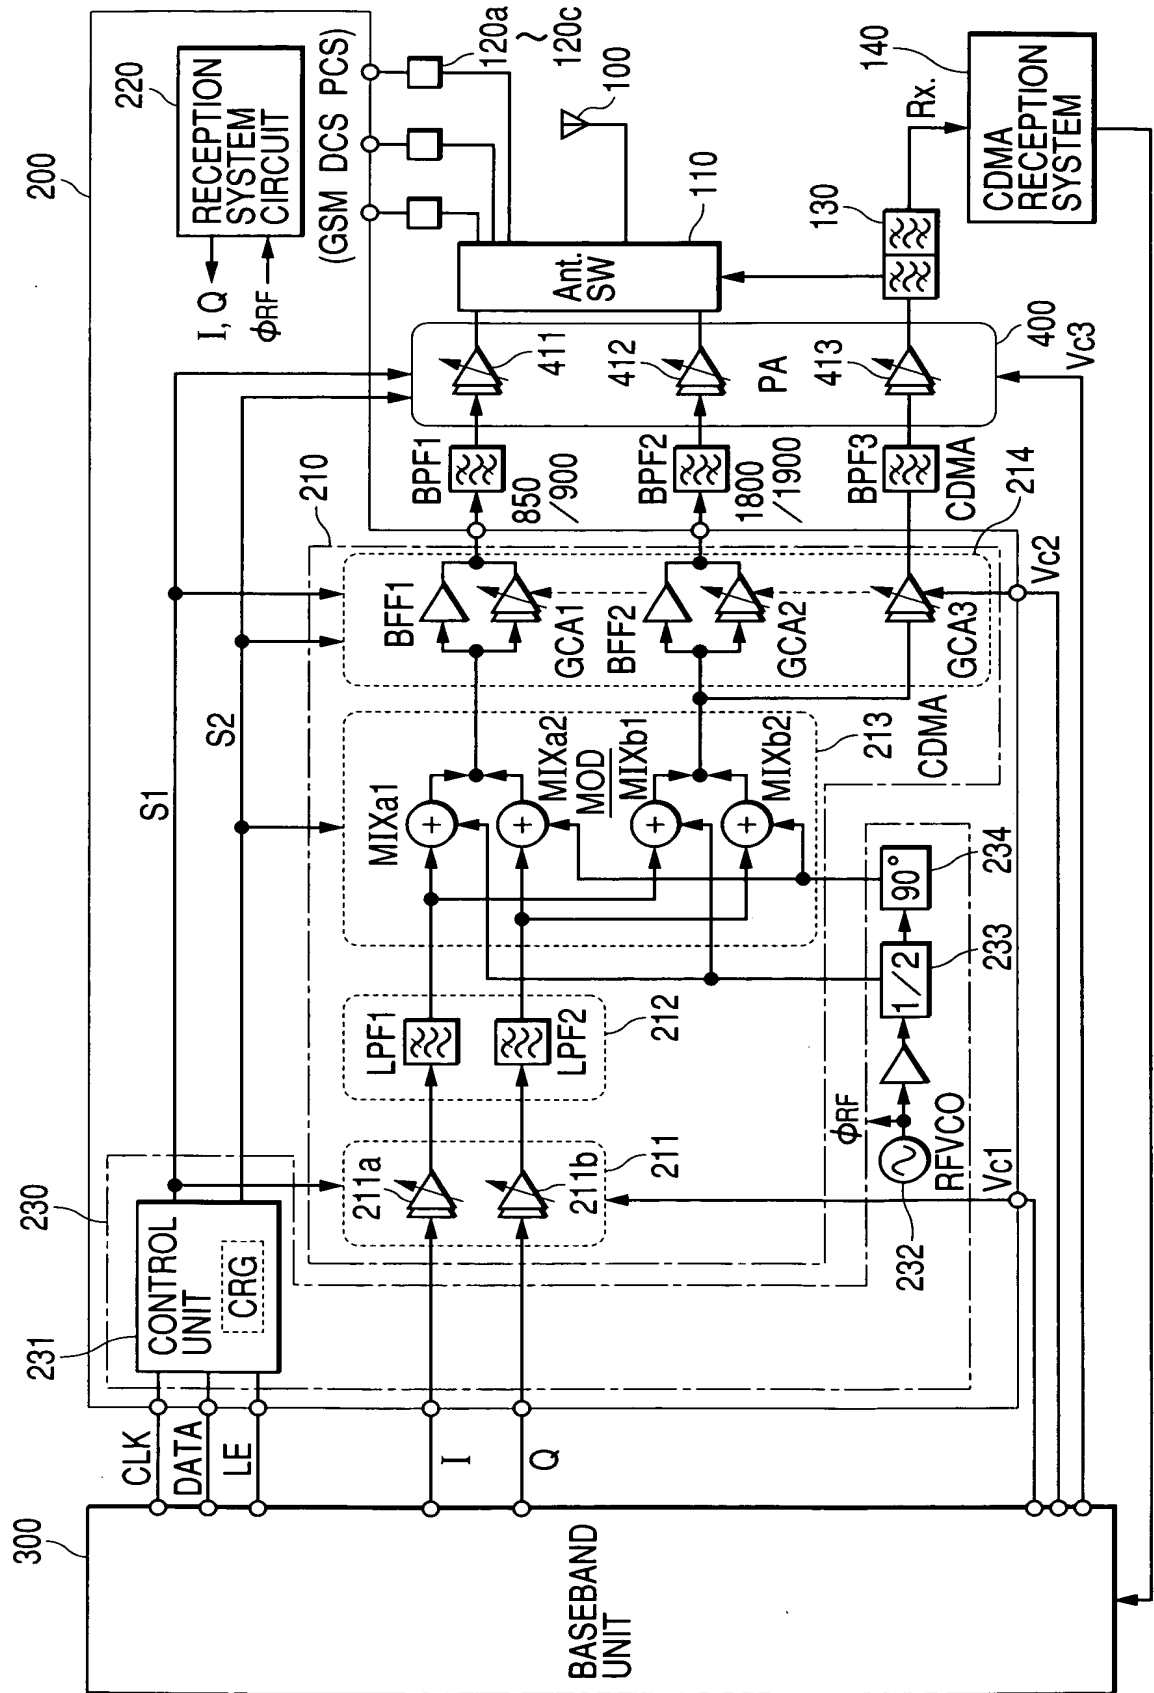 200
220
RECEPTION
SYSTEM
CIRCUIT
I, Q
ϕRF
(GSM DCS PCS)
120a
~
120c
100
110
Ant.
SW
130
Rx.
140
CDMA
RECEPTION
SYSTEM
S1
S2
230
231
CONTROL
UNIT
CRG
CLK
DATA
LE
I
Q
300
BASEBAND
UNIT
210
211a
211b
211
LPF1
LPF2
212
MIXa1
MIXa2
MOD
MIXb1
MIXb2
213
BFF1
GCA1
BFF2
GCA2
GCA3
CDMA
214
BPF1
850
/900
BPF2
1800
/1900
BPF3
CDMA
411
412
PA
413
400
Vc3
Vc2
Vc1
ϕRF
RFVCO
232
1/2
233
90°
234